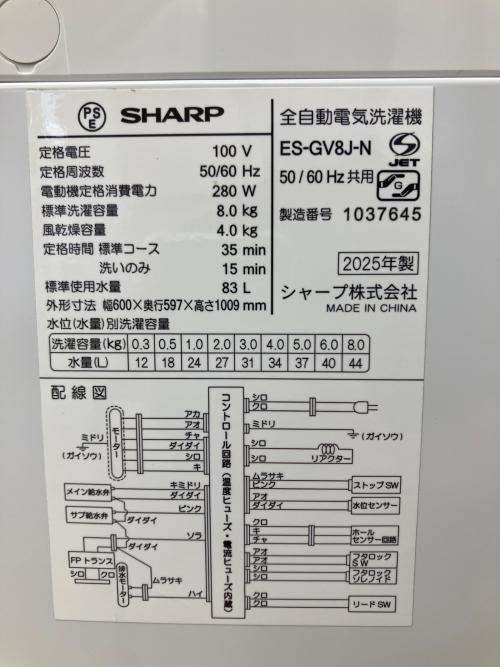 PSE SHARP
定格電圧 100 V
定格周波数 50/60 Hz
電動機定格消費電力 280 W
標準洗濯容量 8.0 kg
風乾燥容量 4.0 kg
定格時間 標準コース 35 min
洗いのみ 15 min
標準使用水量 83 L
外形寸法 幅600×奥行597×高さ1009 mm
全自動電気洗濯機
ES-GV8J-N
JET
50/60 Hz 共用
G
製造番号 1037645
2025年製
シャープ株式会社
MADE IN CHINA
水位(水量)別洗濯容量
洗濯容量(kg) 0.3 0.5 1.0 2.0 3.0 4.0 5.0 6.0 8.0
水量(L) 12 18 24 27 31 34 37 40 44
配線図
ミドリ
(ガイソウ)
モーター
アカ
アオ
チャ
ダイダイ
シロ
キ
メイン給水弁
キミドリ
ダイダイ
サブ給水弁
ピンク
ダイダイ
ソラ
ダイダイ
FPトランス
シロ クロ
排水モーター
ムラサキ
ハイ
コントロール回路(温度ヒューズ・電流ヒューズ内蔵)
シロ
クロ
ミドリ
(ガイソウ)
シロ
シロ
リアクター
ムラサキ
ピンク
ストップSW
アオ
ダイダイ
水位センサー
クロ
キ
チャ
ホール
センサー回路
アオ
アオ
フタロック
SW
シロ
シロ
フタロック
ソレノイド
クロ
クロ
リードSW